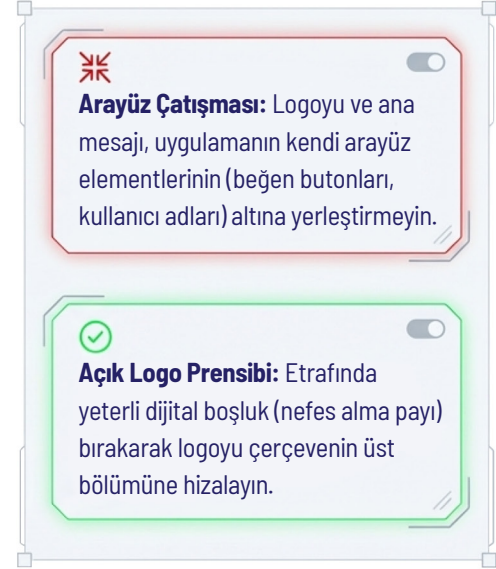 Arayüz Çatışması: Logoyu ve ana
mesajı, uygulamanın kendi arayüz
elementlerinin (beğen butonları,
kullanıcı adları) altına yerleştirmeyin.
Açık Logo Prensibi: Etrafında
yeterli dijital boşluk (nefes alma payı)
bırakarak logoyu çerçevenin üst
bölümüne hizalayın.